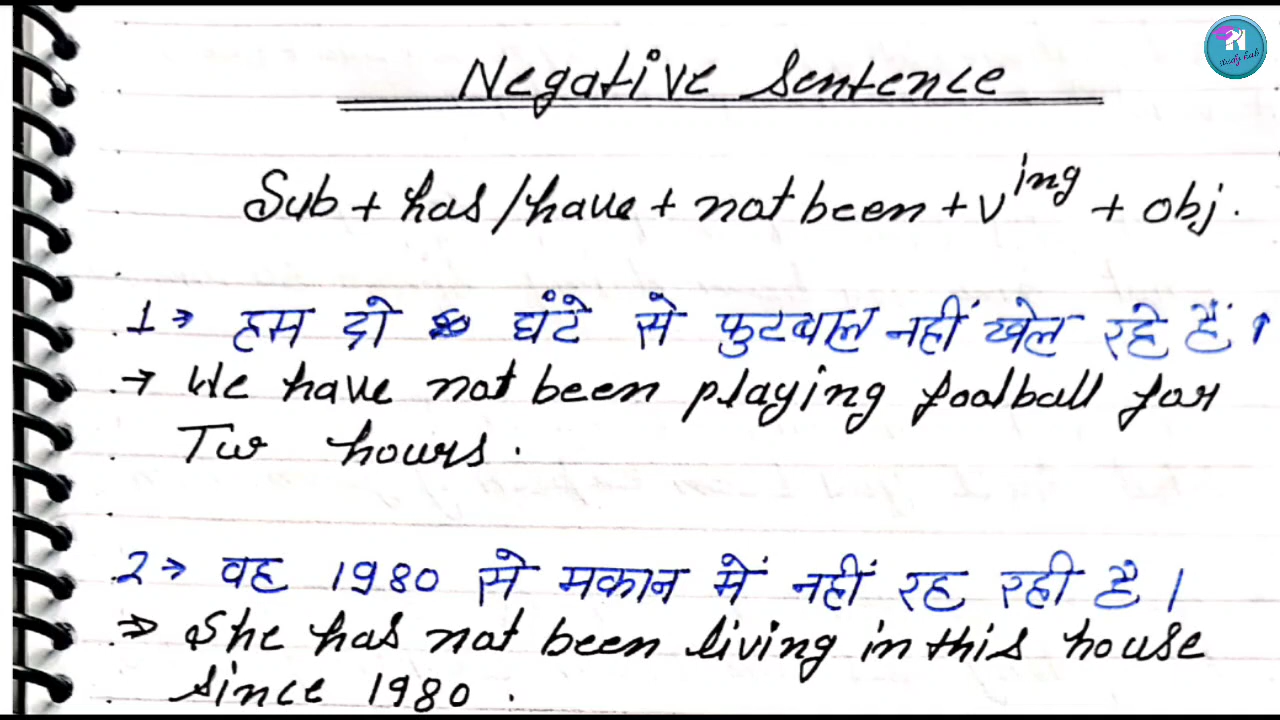 Negative Sentence
Sub + has/have + not been + v ing + obj.
1→ हम दो घंटे से फुटबाल नहीं खेल रहे हैं।
→ We have not been playing football for
Two hours.
2→ वह 1980 से मकान में नहीं रह रही है।
⇒ She has not been living in this house
since 1980.